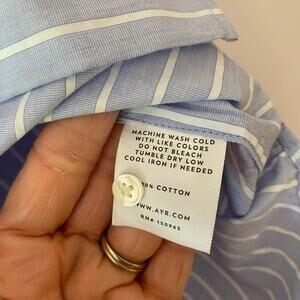 MACHINE WASH COLD
WITH LIKE COLORS
DO NOT BLEACH
TUMBLE DRY LOW
COOL IRON IF NEEDED
COTTON
WWW.AYR.COM
RN# 150965